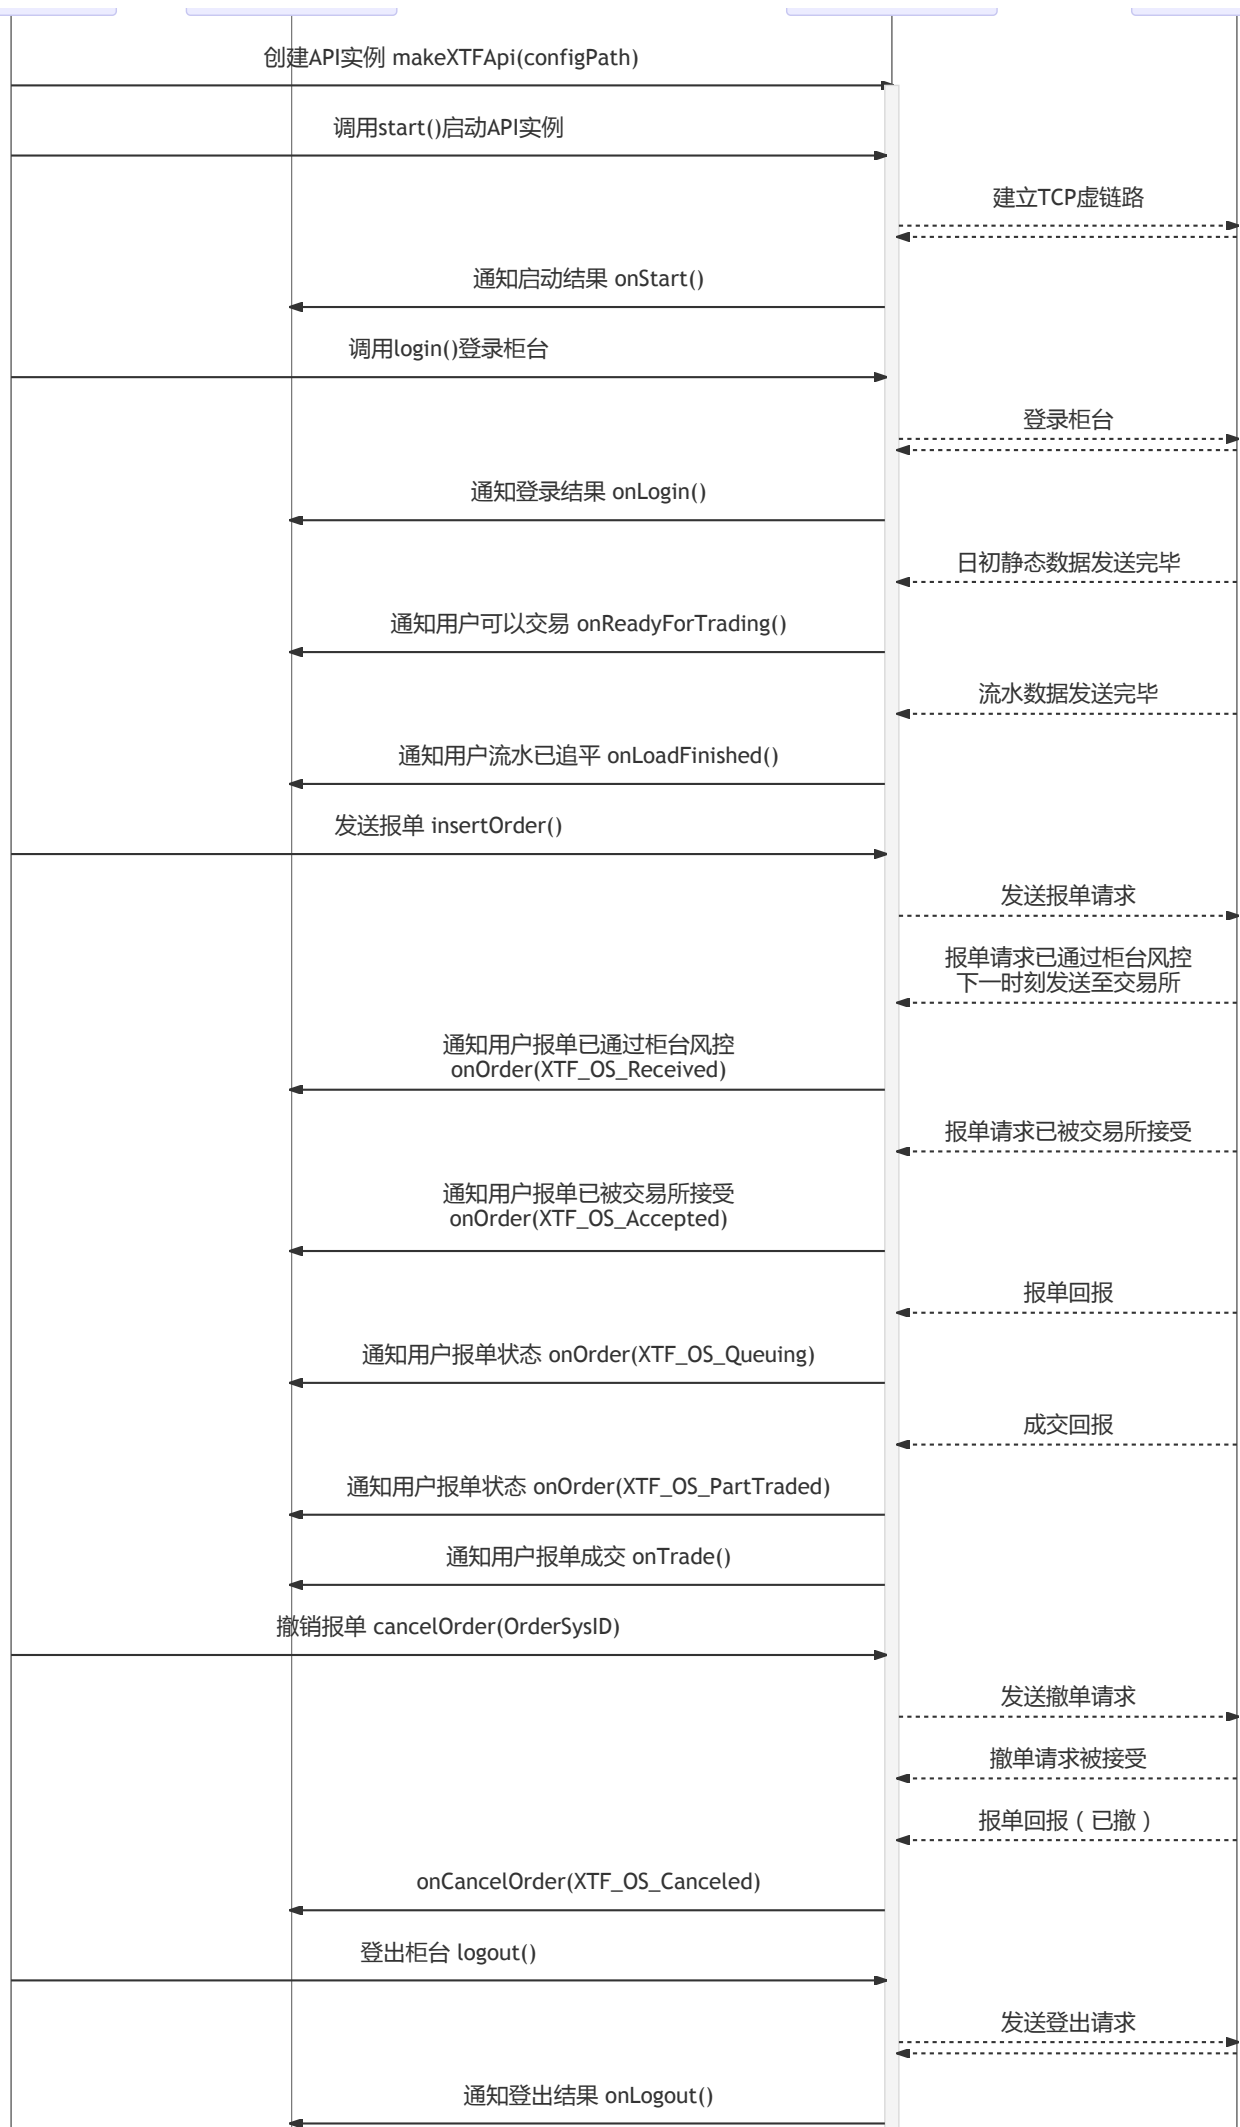 创建API实例 makeXTFApi(configPath)
调用start()启动API实例
建立TCP虚链路
通知启动结果 onStart()
调用login()登录柜台
登录柜台
通知登录结果 onLogin()
日初静态数据发送完毕
通知用户可以交易 onReadyForTrading()
流水数据发送完毕
通知用户流水已追平 onLoadFinished()
发送报单 insertOrder()
发送报单请求
报单请求已通过柜台风控
下一时刻发送至交易所
通知用户报单已通过柜台风控
onOrder(XTF_OS_Received)
报单请求已被交易所接受
通知用户报单已被交易所接受
onOrder(XTF_OS_Accepted)
报单回报
通知用户报单状态 onOrder(XTF_OS_Queuing)
成交回报
通知用户报单状态 onOrder(XTF_OS_PartTraded)
通知用户报单成交 onTrade()
撤销报单 cancelOrder(OrderSysID)
发送撤单请求
撤单请求被接受
报单回报（已撤）
onCancelOrder(XTF_OS_Canceled)
登出柜台 logout()
发送登出请求
通知登出结果 onLogout()